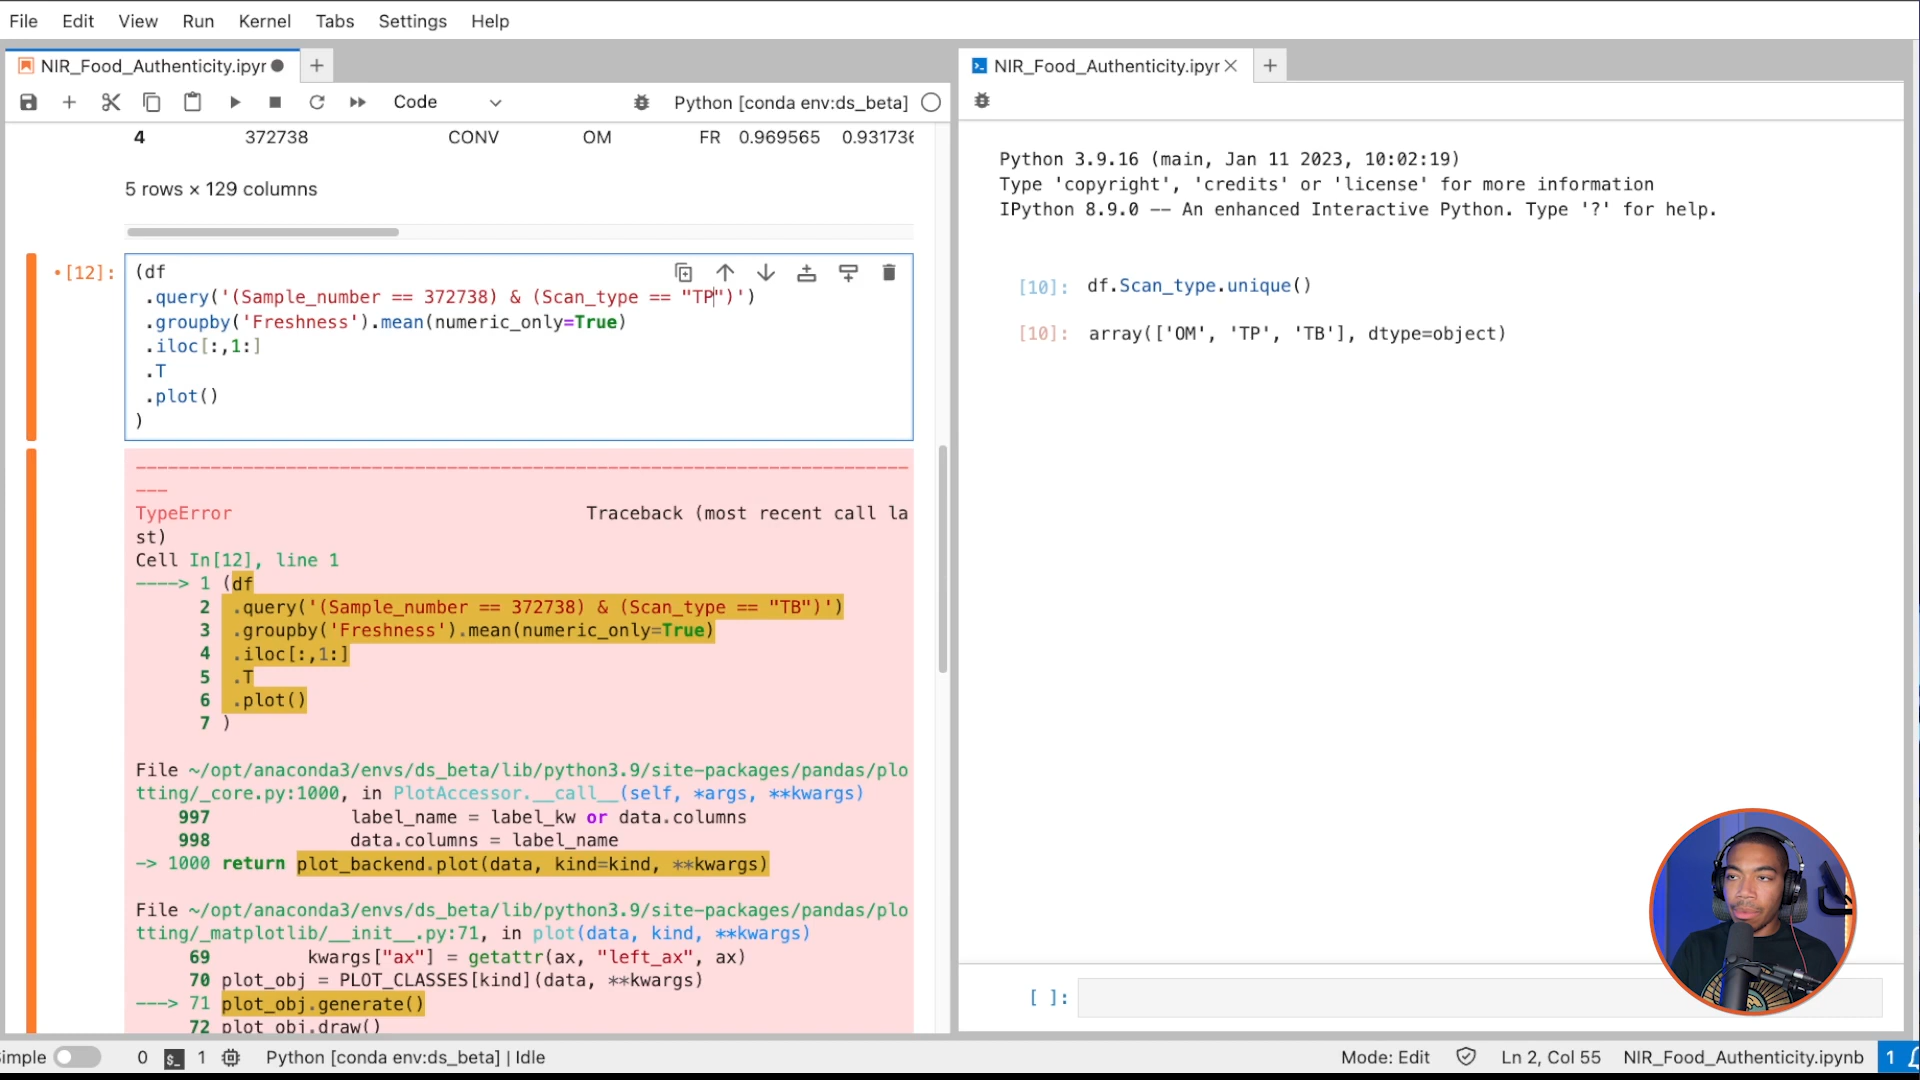 File Edit View Run Kernel Tabs Settings Help
NIR_Food_Authenticity.ipyr
NIR_Food_Authenticity.ipyr
Code
Python [conda env:ds_beta]
4 372738 CONV OM FR 0.969565 0.931736
5 rows × 129 columns
[12]:
(df
.query('(Sample_number == 372738) & (Scan_type == "TP")')
.groupby('Freshness').mean(numeric_only=True)
.iloc[:,1:]
.T
.plot()
)
--------------------------------------------------------------------------
---
TypeError Traceback (most recent call la
st)
Cell In[12], line 1
----> 1 (df
2 .query('(Sample_number == 372738) & (Scan_type == "TB")')
3 .groupby('Freshness').mean(numeric_only=True)
4 .iloc[:,1:]
5 .T
6 .plot()
7 )
File ~/opt/anaconda3/envs/ds_beta/lib/python3.9/site-packages/pandas/plo
tting/_core.py:1000, in PlotAccessor.__call__(self, *args, **kwargs)
997 label_name = label_kw or data.columns
998 data.columns = label_name
-> 1000 return plot_backend.plot(data, kind=kind, **kwargs)
File ~/opt/anaconda3/envs/ds_beta/lib/python3.9/site-packages/pandas/plo
tting/_matplotlib/__init__.py:71, in plot(data, kind, **kwargs)
69 kwargs["ax"] = getattr(ax, "left_ax", ax)
70 plot_obj = PLOT_CLASSES[kind](data, **kwargs)
---> 71 plot_obj.generate()
72 plot_obj.draw()
Python 3.9.16 (main, Jan 11 2023, 10:02:19)
Type 'copyright', 'credits' or 'license' for more information
IPython 8.9.0 -- An enhanced Interactive Python. Type '?' for help.
[10]: df.Scan_type.unique()
[10]: array(['OM', 'TP', 'TB'], dtype=object)
[ ]:
imple 0 $_ 1 Python [conda env:ds_beta] | Idle Mode: Edit Ln 2, Col 55 NIR_Food_Authenticity.ipynb 1